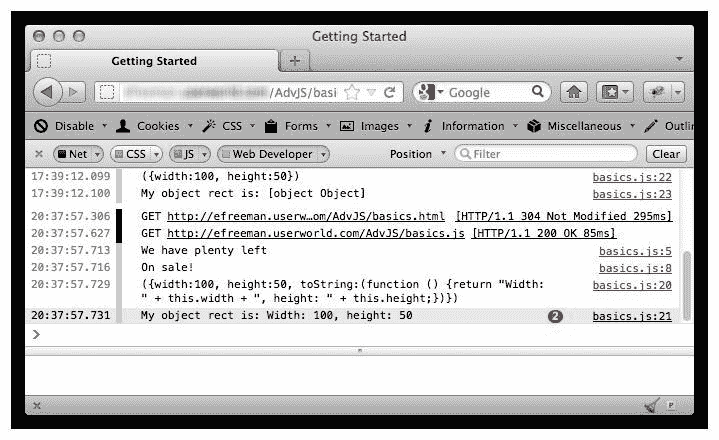 Getting Started
Getting Started
/AdvJS/basi
Google
Disable Cookies CSS Forms Images Information Miscellaneous Outlin
Net CSS JS Web Developer Position Filter Clear
17:39:12.099 ({width:100, height:50}) basics.js:22
17:39:12.100 My object rect is: [object Object] basics.js:23
20:37:57.306 GET http://efreeman.userw…om/AdvJS/basics.html [HTTP/1.1 304 Not Modified 295ms]
20:37:57.627 GET http://efreeman.userworld.com/AdvJS/basics.js [HTTP/1.1 200 OK 85ms]
20:37:57.713 We have plenty left basics.js:5
20:37:57.716 On sale! basics.js:8
20:37:57.729 ({width:100, height:50, toString:(function () {return "Width: basics.js:20
" + this.width + ", height: " + this.height;})})
20:37:57.731 My object rect is: Width: 100, height: 50 2 basics.js:21